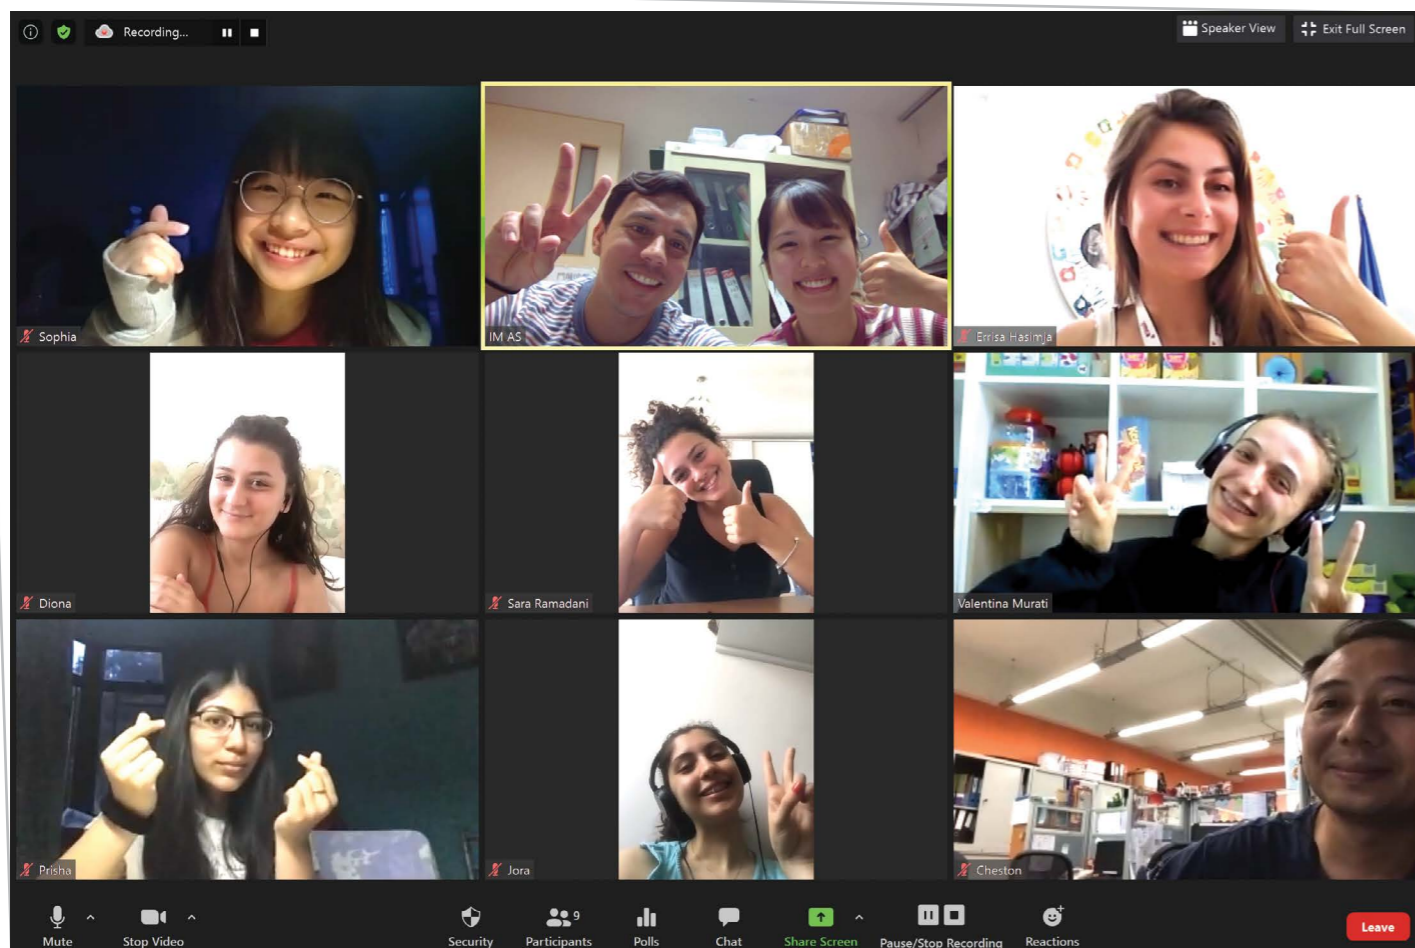 Recording...
Speaker View
Exit Full Screen
Sophia
IM AS
Errisa Hasimja
Diona
Sara Ramadani
Valentina Murati
Prisha
Jora
Cheston
Mute
Stop Video
Security
9
Participants
Polls
Chat
Share Screen
Pause/Stop Recording
Reactions
Leave